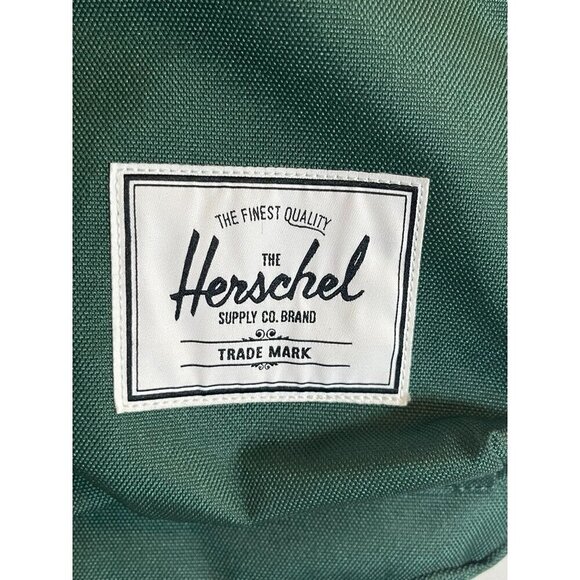 THE FINEST QUALITY
THE
Herschel
SUPPLY CO. BRAND
TRADE MARK